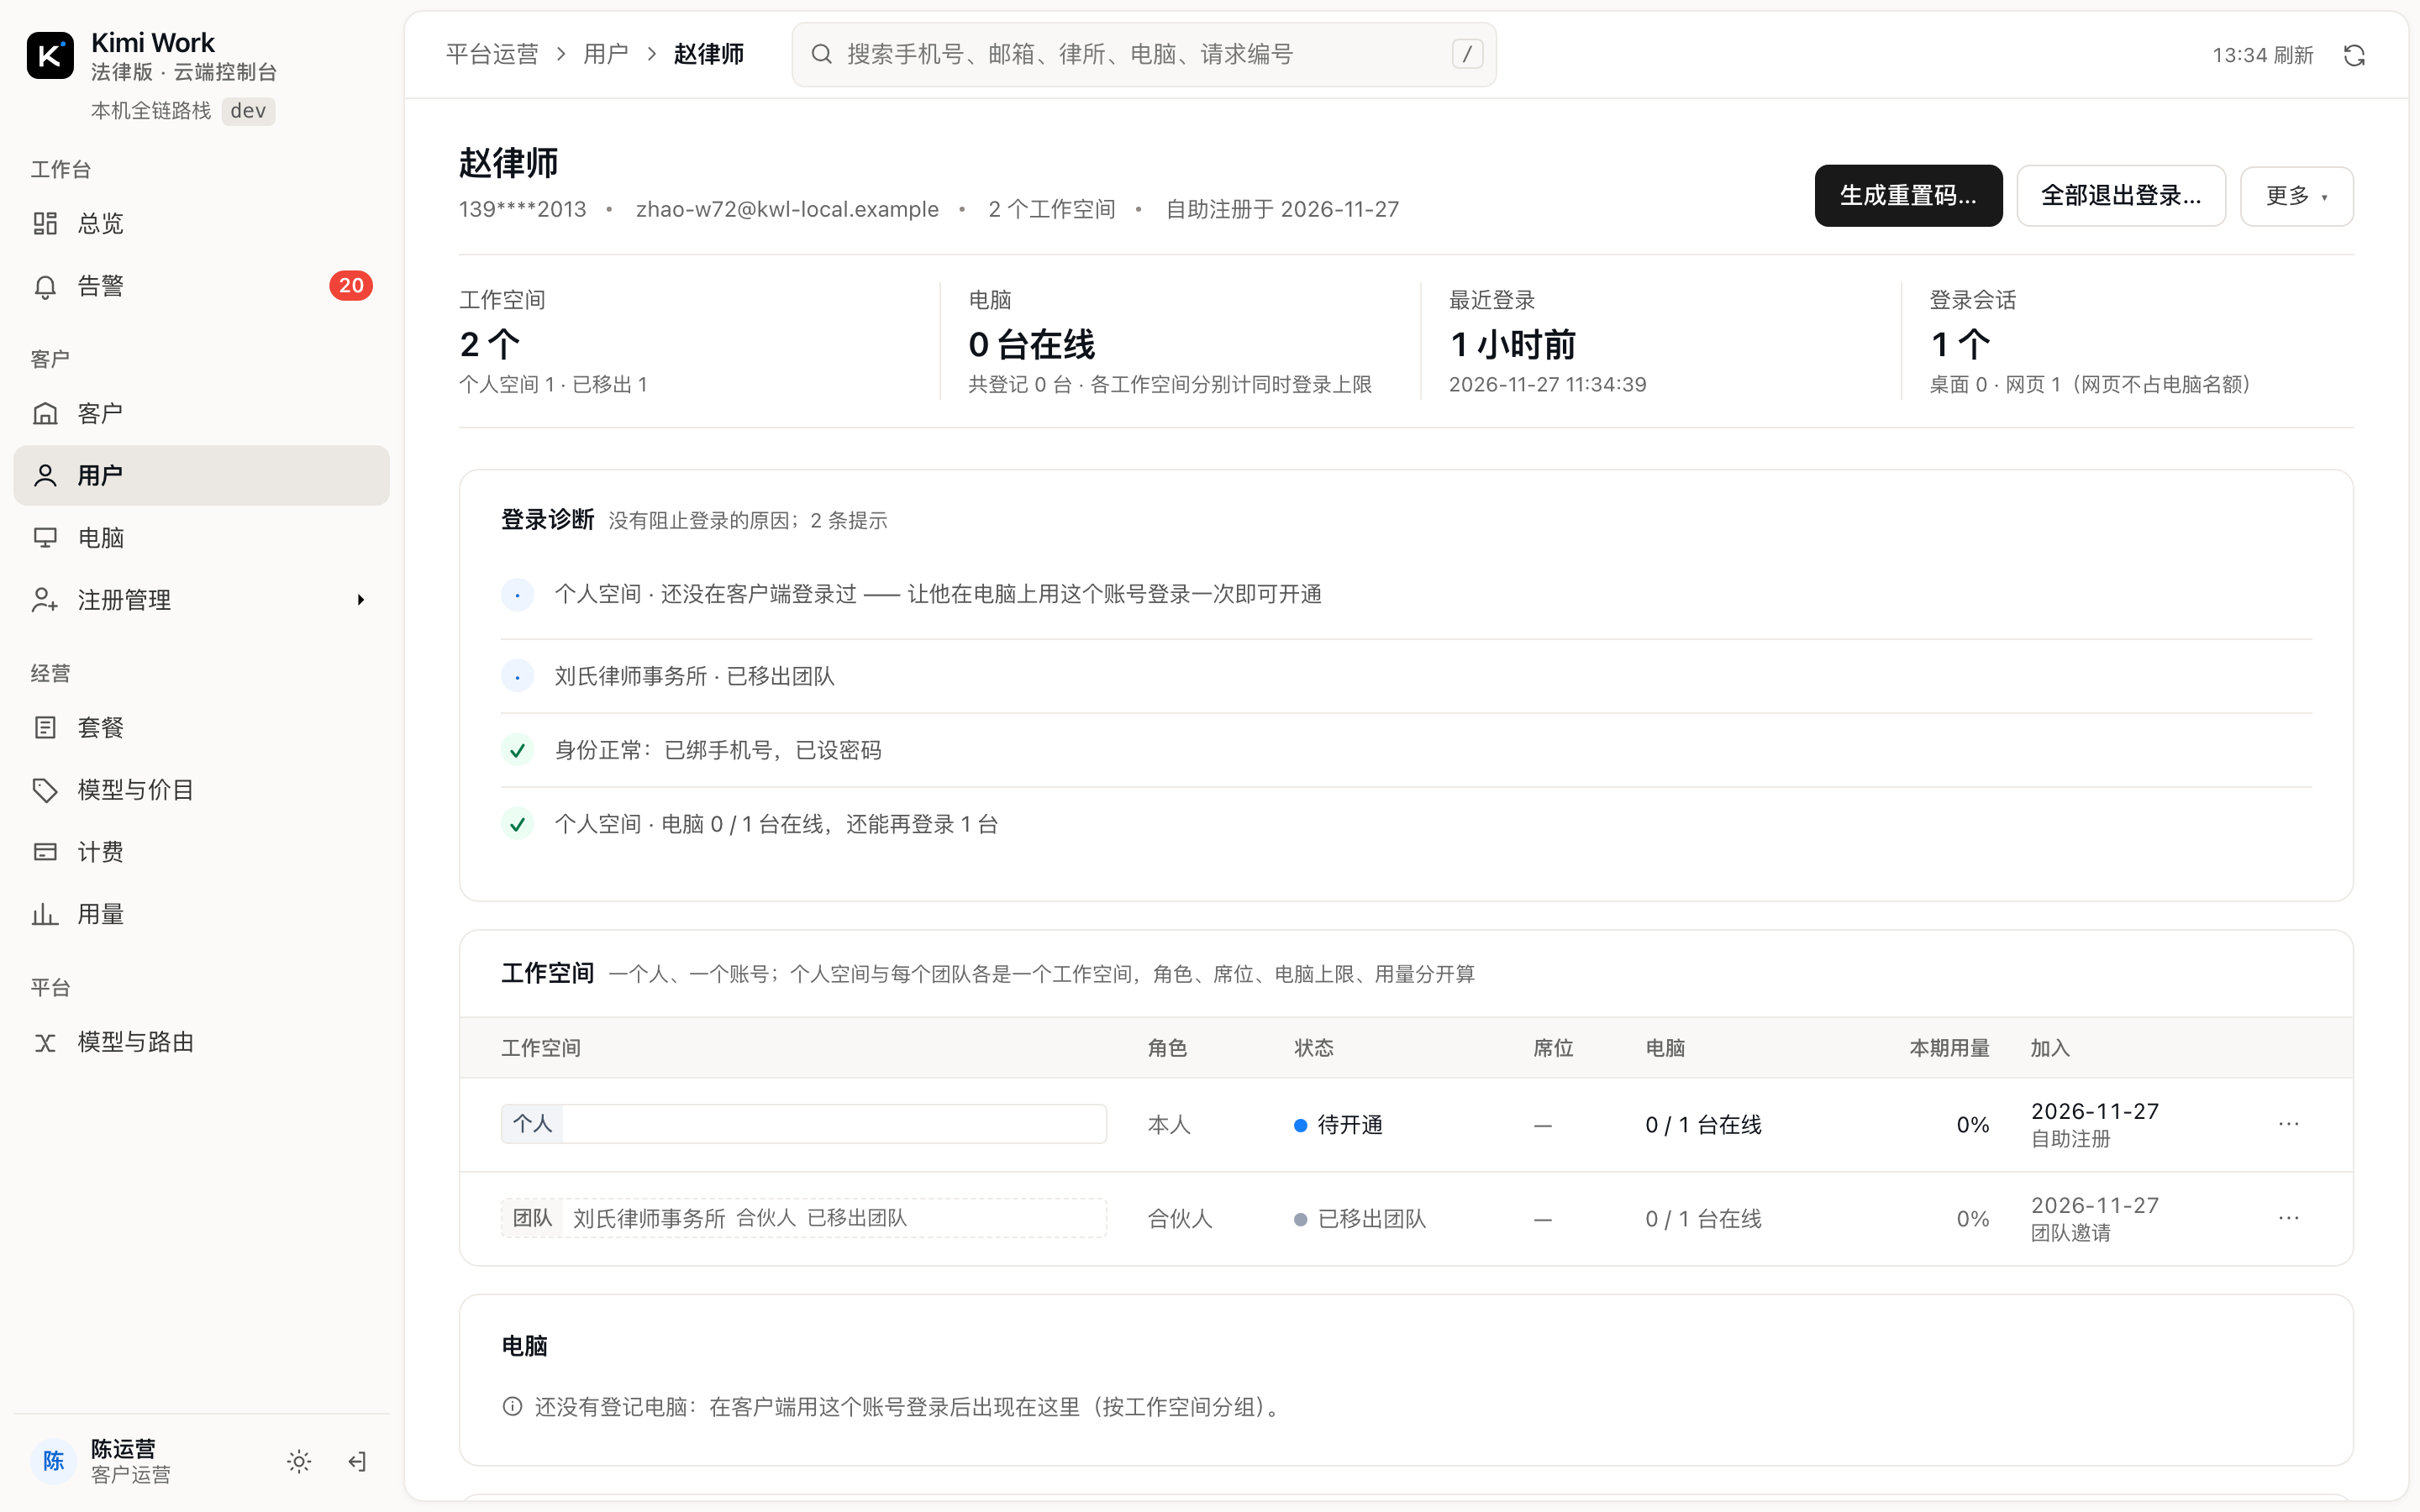 Kimi Work
法律版 · 云端控制台
本机全链路栈 dev
工作台
总览
告警 20
客户
客户
用户
电脑
注册管理
经营
套餐
模型与价目
计费
用量
平台
模型与路由
陈 陈运营
客户运营
平台运营 > 用户 > 赵律师
搜索手机号、邮箱、律所、电脑、请求编号 /
13:34 刷新
赵律师
139****2013 • zhao-w72@kwl-local.example • 2 个工作空间 • 自助注册于 2026-11-27
生成重置码... 全部退出登录... 更多
工作空间
2 个
个人空间 1 · 已移出 1
电脑
0 台在线
共登记 0 台 · 各工作空间分别计同时登录上限
最近登录
1 小时前
2026-11-27 11:34:39
登录会话
1 个
桌面 0 · 网页 1（网页不占电脑名额）
登录诊断 没有阻止登录的原因；2 条提示
个人空间 · 还没在客户端登录过 —— 让他在电脑上用这个账号登录一次即可开通
刘氏律师事务所 · 已移出团队
身份正常：已绑手机号，已设密码
个人空间 · 电脑 0 / 1 台在线，还能再登录 1 台
工作空间 一个人、一个账号；个人空间与每个团队各是一个工作空间，角色、席位、电脑上限、用量分开算
工作空间 角色 状态 席位 电脑 本期用量 加入
个人 本人 待开通 — 0 / 1 台在线 0% 2026-11-27 ...
自助注册
团队 刘氏律师事务所 合伙人 已移出团队 合伙人 已移出团队 — 0 / 1 台在线 0% 2026-11-27 ...
团队邀请
电脑
还没有登记电脑：在客户端用这个账号登录后出现在这里（按工作空间分组）。